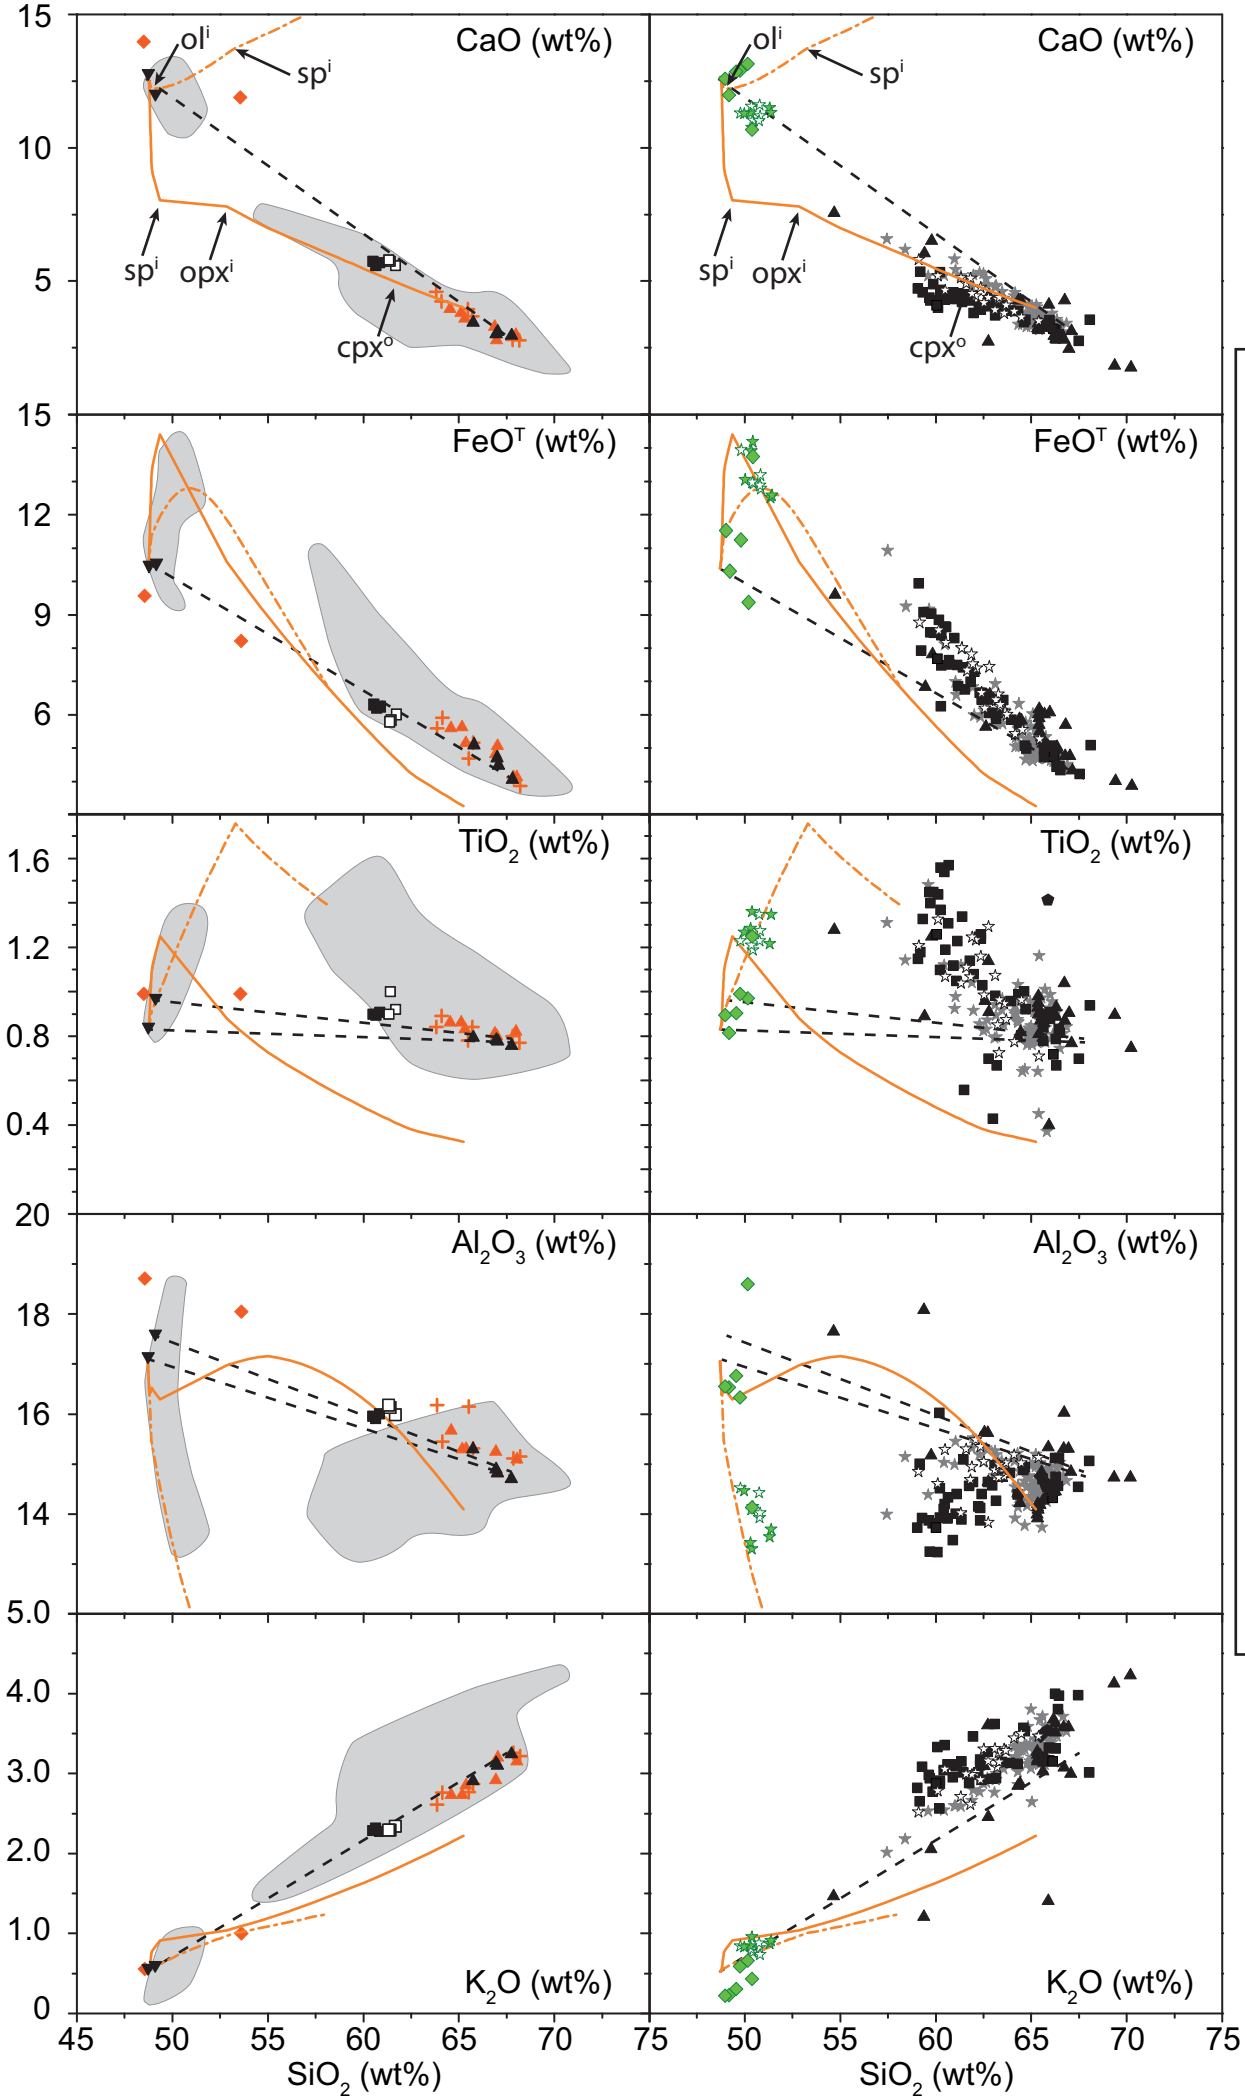 15
CaO (wt%)
CaO (wt%)
olⁱ
olⁱ
spⁱ
spⁱ
10
spⁱ
opxⁱ
spⁱ
opxⁱ
5
cpxᵒ
cpxᵒ
15
FeOᵀ (wt%)
FeOᵀ (wt%)
12
9
6
TiO₂ (wt%)
TiO₂ (wt%)
1.6
1.2
0.8
0.4
20
Al₂O₃ (wt%)
Al₂O₃ (wt%)
18
16
14
5.0
4.0
3.0
2.0
1.0
K₂O (wt%)
K₂O (wt%)
0
45 50 55 60 65 70 75 50 55 60 65 70 75
SiO₂ (wt%)
SiO₂ (wt%)